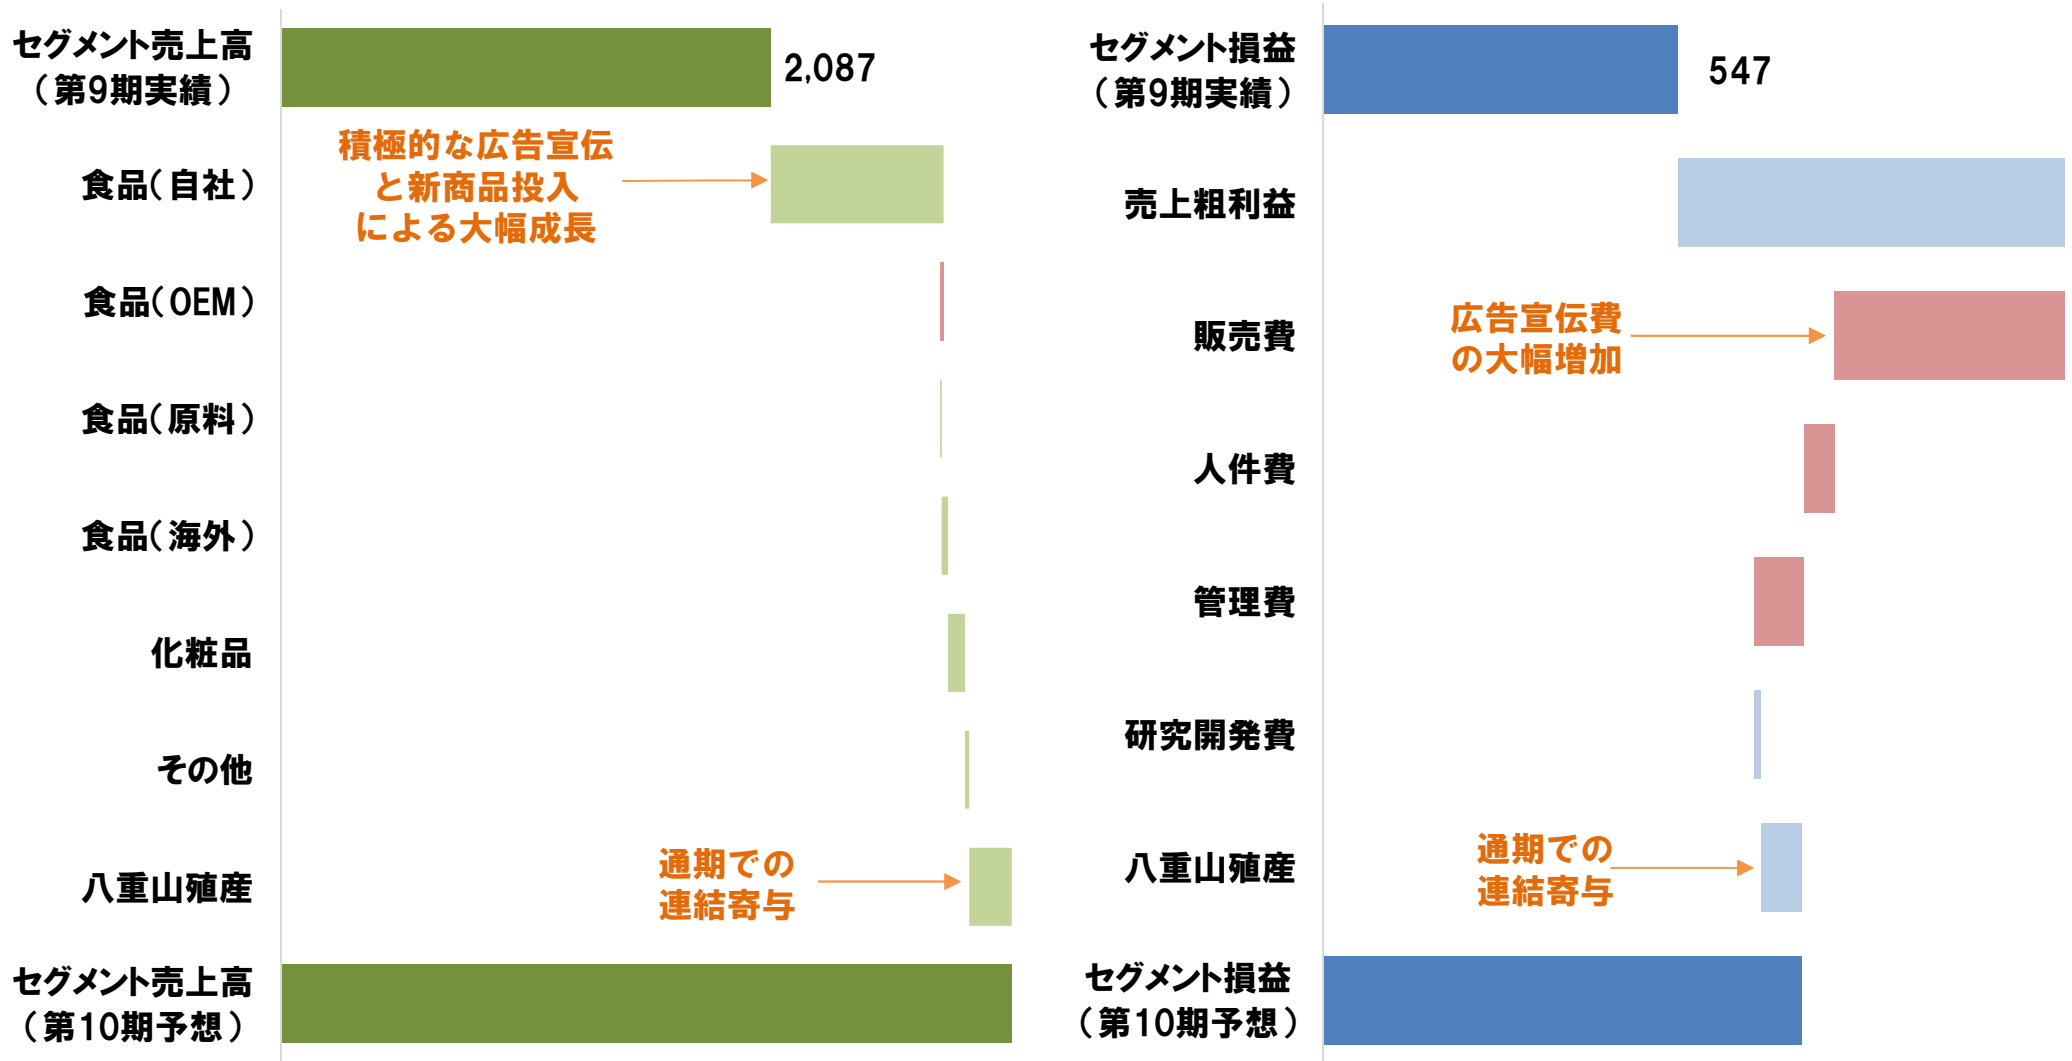 セグメント売上高
（第9期実績）
2,087
食品（自社）
積極的な広告宣伝
と新商品投入
による大幅成長
食品（OEM）
食品（原料）
食品（海外）
化粧品
その他
八重山殖産
通期での
連結寄与
セグメント売上高
（第10期予想）
セグメント損益
（第9期実績）
547
売上粗利益
販売費
広告宣伝費
の大幅増加
人件費
管理費
研究開発費
八重山殖産
通期での
連結寄与
セグメント損益
（第10期予想）